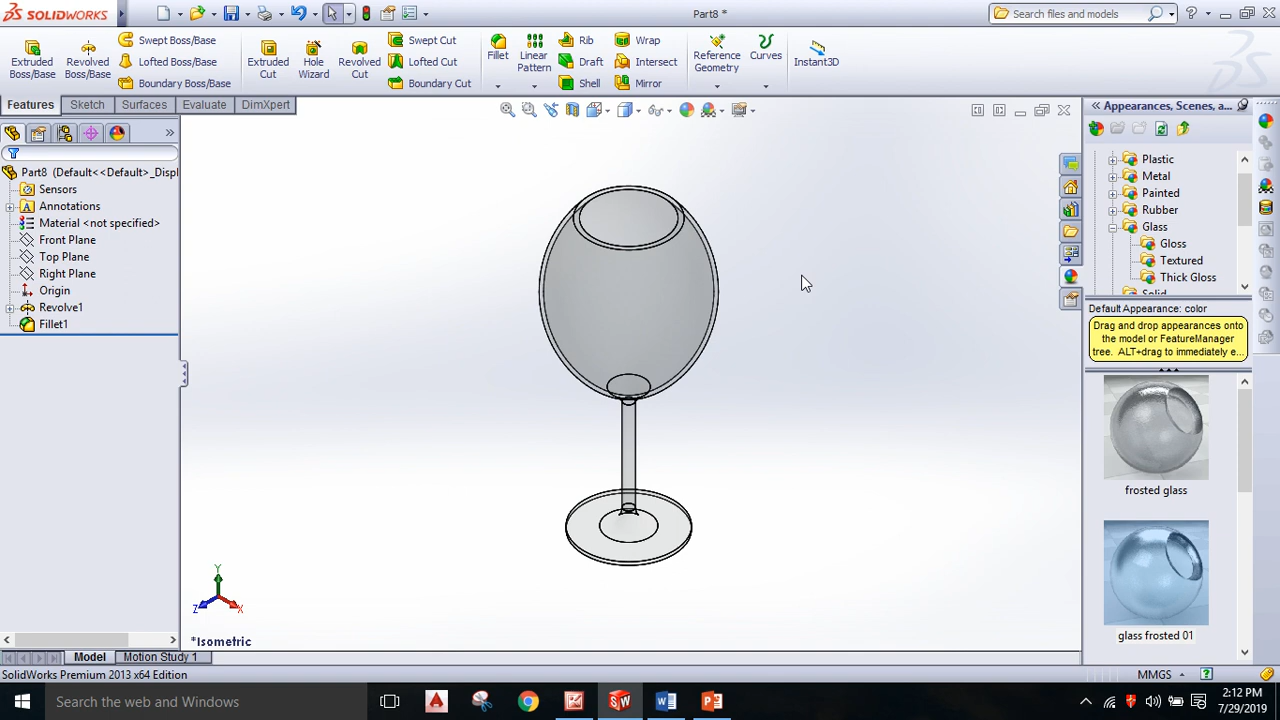 SOLIDWORKS
Part8 *
Search files and models
Extruded Boss/Base
Revolved Boss/Base
Swept Boss/Base
Lofted Boss/Base
Boundary Boss/Base
Extruded Cut
Hole Wizard
Revolved Cut
Swept Cut
Lofted Cut
Boundary Cut
Fillet
Linear Pattern
Rib
Draft
Shell
Wrap
Intersect
Mirror
Reference Geometry
Curves
Instant3D
Features
Sketch
Surfaces
Evaluate
DimXpert
Part8 (Default<<Default>_Displ
Sensors
Annotations
Material <not specified>
Front Plane
Top Plane
Right Plane
Origin
Revolve1
Fillet1
Y
Z
X
*Isometric
Appearances, Scenes, a...
Plastic
Metal
Painted
Rubber
Glass
Gloss
Textured
Thick Gloss
Default Appearance: color
Drag and drop appearances onto
the model or FeatureManager
tree. ALT+drag to immediately e...
frosted glass
glass frosted 01
Model
Motion Study 1
SolidWorks Premium 2013 x64 Edition
MMGS
Search the web and Windows
2:12 PM
7/29/2019